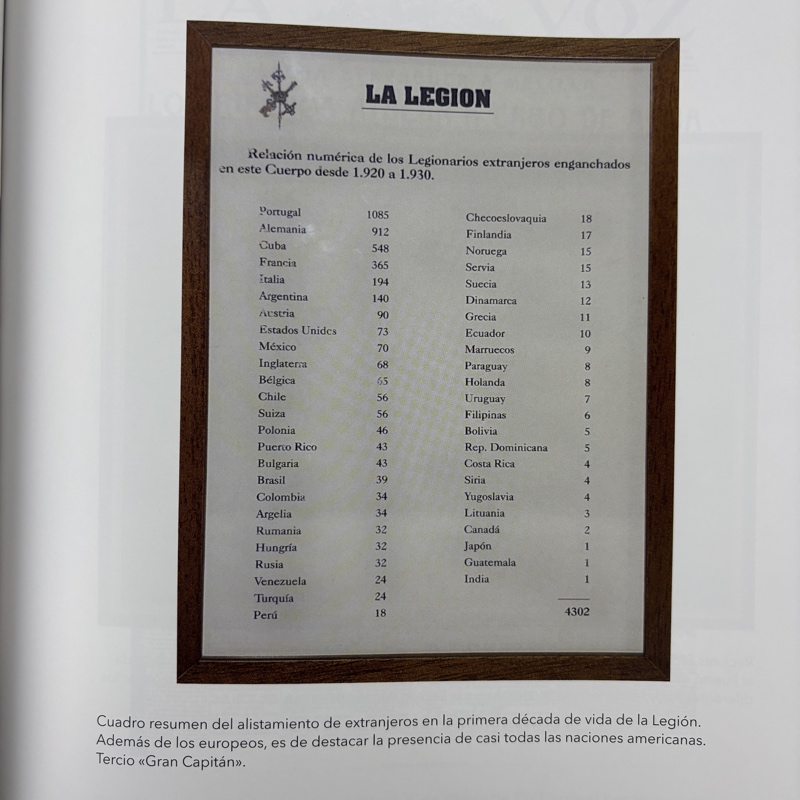 LA LEGION
Relación numérica de los Legionarios extranjeros enganchados
en este Cuerpo desde 1.920 a 1.930.
Portugal 1085
Alemania 912
Cuba 548
Francia 365
Italia 194
Argentina 140
Austria 90
Estados Unidos 73
México 70
Inglaterra 68
Bélgica 65
Chile 56
Suiza 56
Polonia 46
Puerto Rico 43
Bulgaria 43
Brasil 39
Colombia 34
Argelia 34
Rumania 32
Hungría 32
Rusia 32
Venezuela 24
Turquía 24
Perú 18
Checoeslovaquia 18
Finlandia 17
Noruega 15
Servia 15
Suecia 13
Dinamarca 12
Grecia 11
Ecuador 10
Marruecos 9
Paraguay 8
Holanda 8
Uruguay 7
Filipinas 6
Bolivia 5
Rep. Dominicana 5
Costa Rica 4
Siria 4
Yugoslavia 4
Lituania 3
Canadá 2
Japón 1
Guatemala 1
India 1
4302
Cuadro resumen del alistamiento de extranjeros en la primera década de vida de la Legión.
Además de los europeos, es de destacar la presencia de casi todas las naciones americanas.
Tercio «Gran Capitán».